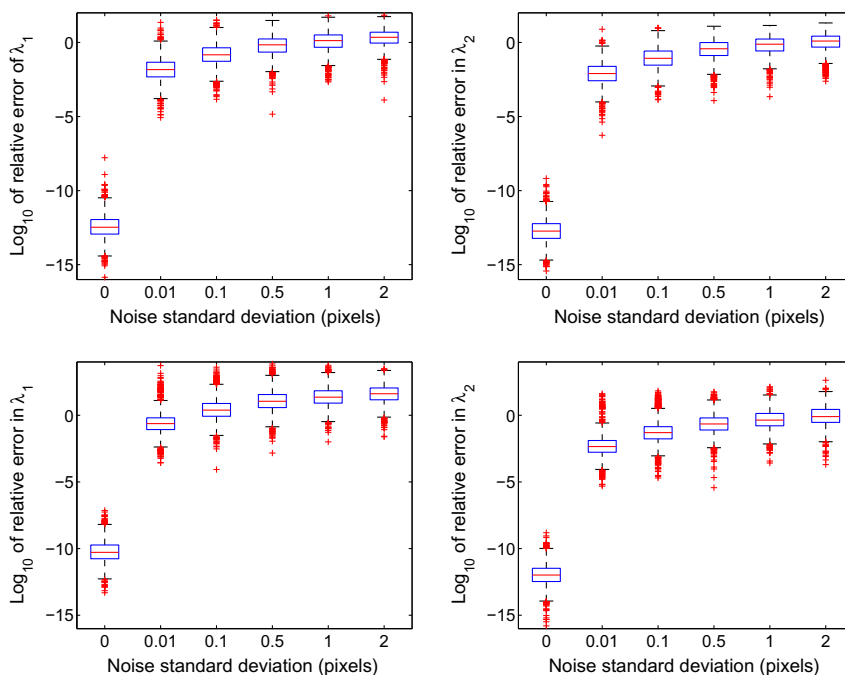 Log10 of relative error of λ1
0
−5
−10
−15
0 0.01 0.1 0.5 1 2
Noise standard deviation (pixels)
Log10 of relative error in λ2
0
−5
−10
−15
0 0.01 0.1 0.5 1 2
Noise standard deviation (pixels)
Log10 of relative error in λ1
0
−5
−10
−15
0 0.01 0.1 0.5 1 2
Noise standard deviation (pixels)
Log10 of relative error in λ2
0
−5
−10
−15
0 0.01 0.1 0.5 1 2
Noise standard deviation (pixels)